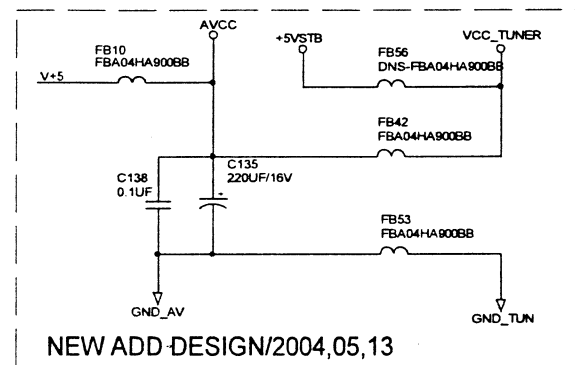 AVCC
+5VSTB
VCC_TUNER
FB10
FBA04HA900BB
V+5
FB56
DNS-FBA04HA900BB
FB42
FBA04HA900BB
C138
0.1UF
C135
220UF/16V
+
FB53
FBA04HA900BB
GND_AV
GND_TUN
NEW ADD DESIGN/2004,05,13